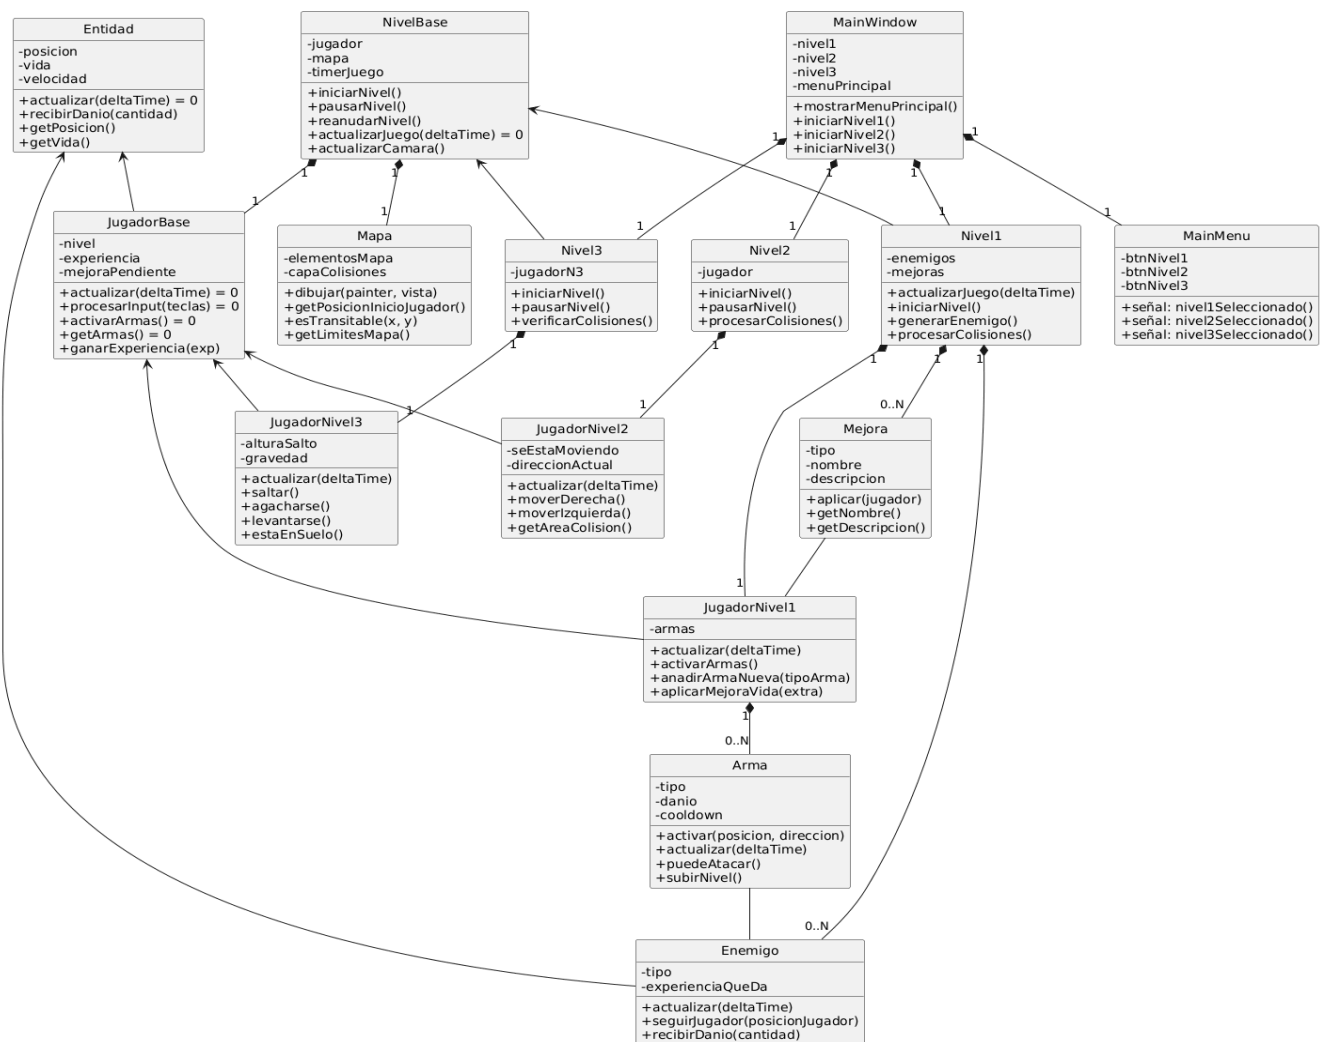 Entidad
-posicion
-vida
-velocidad
+actualizar(deltaTime) = 0
+recibirDanio(cantidad)
+getPosicion()
+getVida()
NivelBase
-jugador
-mapa
-timerJuego
+iniciarNivel()
+pausarNivel()
+reanudarNivel()
+actualizarJuego(deltaTime) = 0
+actualizarCamara()
MainWindow
-nivel1
-nivel2
-nivel3
-menuPrincipal
+mostrarMenuPrincipal()
+iniciarNivel1()
+iniciarNivel2()
+iniciarNivel3()
1
1
1
1
1
1
1
1
1
1
1
1
JugadorBase
-nivel
-experiencia
-mejoraPendiente
+actualizar(deltaTime) = 0
+procesarInput(teclas) = 0
+activarArmas() = 0
+getArmas() = 0
+ganarExperiencia(exp)
Mapa
-elementosMapa
-capaColisiones
+dibujar(painter, vista)
+getPosicionInicioJugador()
+esTransitable(x, y)
+getLimitesMapa()
Nivel3
-jugadorN3
+iniciarNivel()
+pausarNivel()
+verificarColisiones()
Nivel2
-jugador
+iniciarNivel()
+pausarNivel()
+procesarColisiones()
Nivel1
-enemigos
-mejoras
+actualizarJuego(deltaTime)
+iniciarNivel()
+generarEnemigo()
+procesarColisiones()
MainMenu
-btnNivel1
-btnNivel2
-btnNivel3
+señal: nivel1Seleccionado()
+señal: nivel2Seleccionado()
+señal: nivel3Seleccionado()
1
1
1
1
1
1
1
0..N
JugadorNivel3
-alturaSalto
-gravedad
+actualizar(deltaTime)
+saltar()
+agacharse()
+levantarse()
+estaEnSuelo()
JugadorNivel2
-seEstaMoviendo
-direccionActual
+actualizar(deltaTime)
+moverDerecha()
+moverIzquierda()
+getAreaColision()
Mejora
-tipo
-nombre
-descripcion
+aplicar(jugador)
+getNombre()
+getDescripcion()
1
JugadorNivel1
-armas
+actualizar(deltaTime)
+activarArmas()
+anadirArmaNueva(tipoArma)
+aplicarMejoraVida(extra)
1
0..N
Arma
-tipo
-danio
-cooldown
+activar(posicion, direccion)
+actualizar(deltaTime)
+puedeAtacar()
+subirNivel()
0..N
Enemigo
-tipo
-experienciaQueDa
+actualizar(deltaTime)
+seguirJugador(posicionJugador)
+recibirDanio(cantidad)